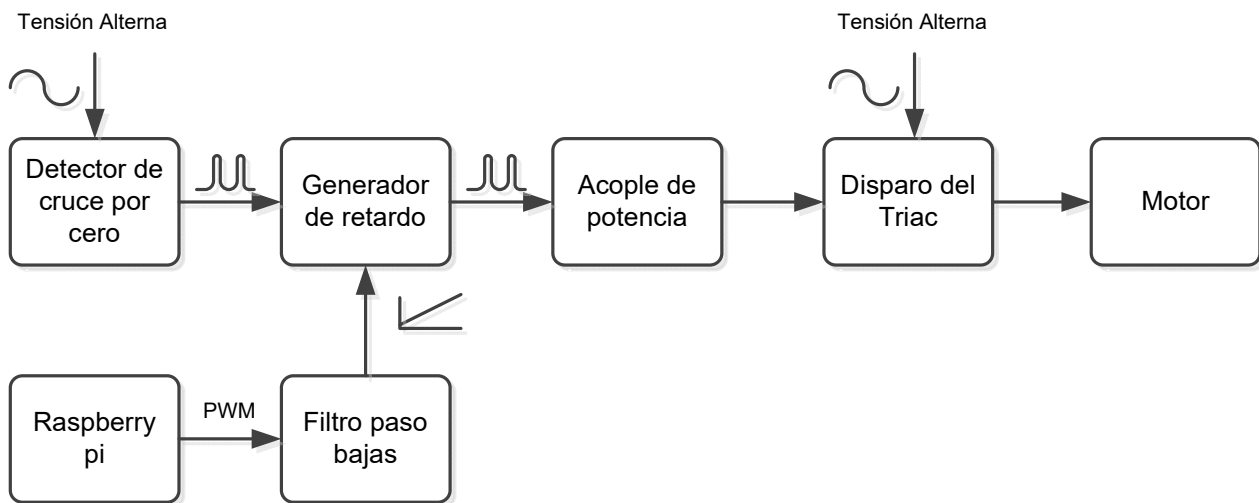 Tensión Alterna
Tensión Alterna
Detector de
cruce por
cero
Generador
de retardo
Acople de
potencia
Disparo del
Triac
Motor
Raspberry
pi
PWM
Filtro paso
bajas